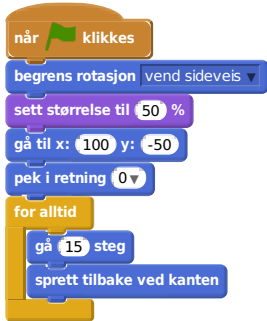 når klikkes
begrens rotasjon vend sideveis
sett størrelse til 50 %
gå til x: 100 y: -50
pek i retning 0
for alltid
gå 15 steg
sprett tilbake ved kanten